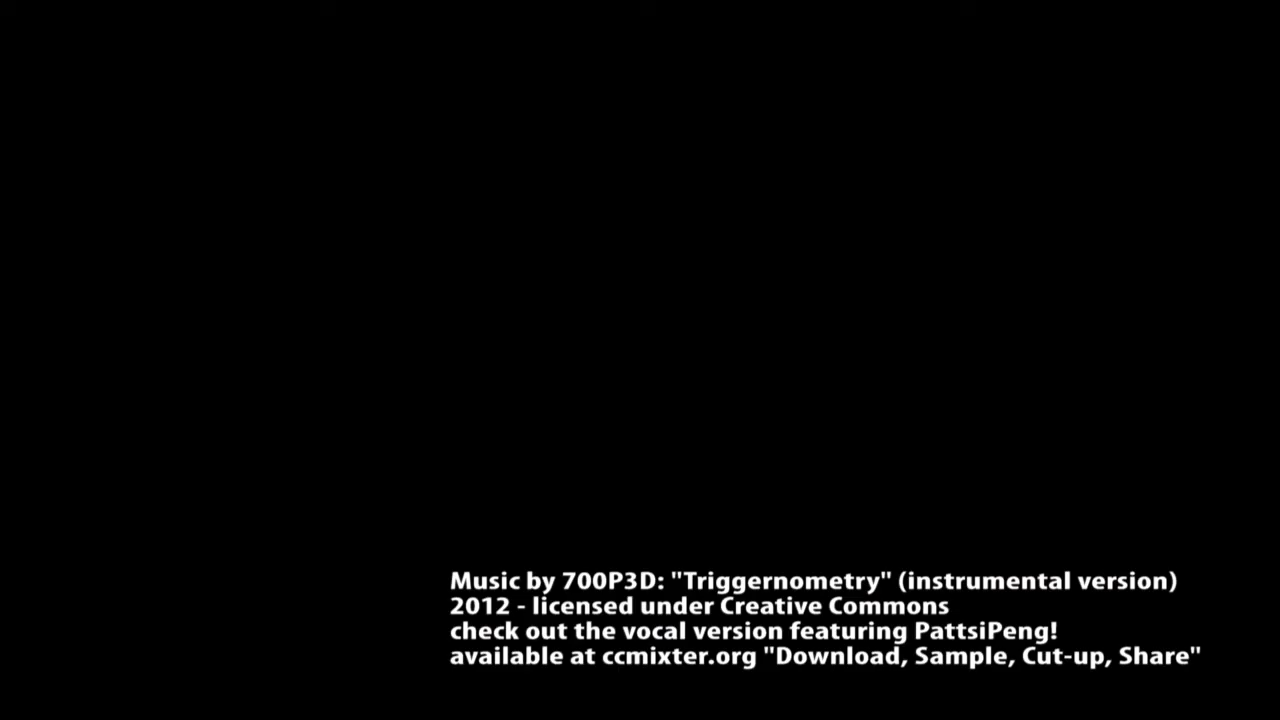 Music by 700P3D: "Triggernometry" (instrumental version)
2012 - licensed under Creative Commons
check out the vocal version featuring PattsiPeng!
available at ccmixter.org "Download, Sample, Cut-up, Share"